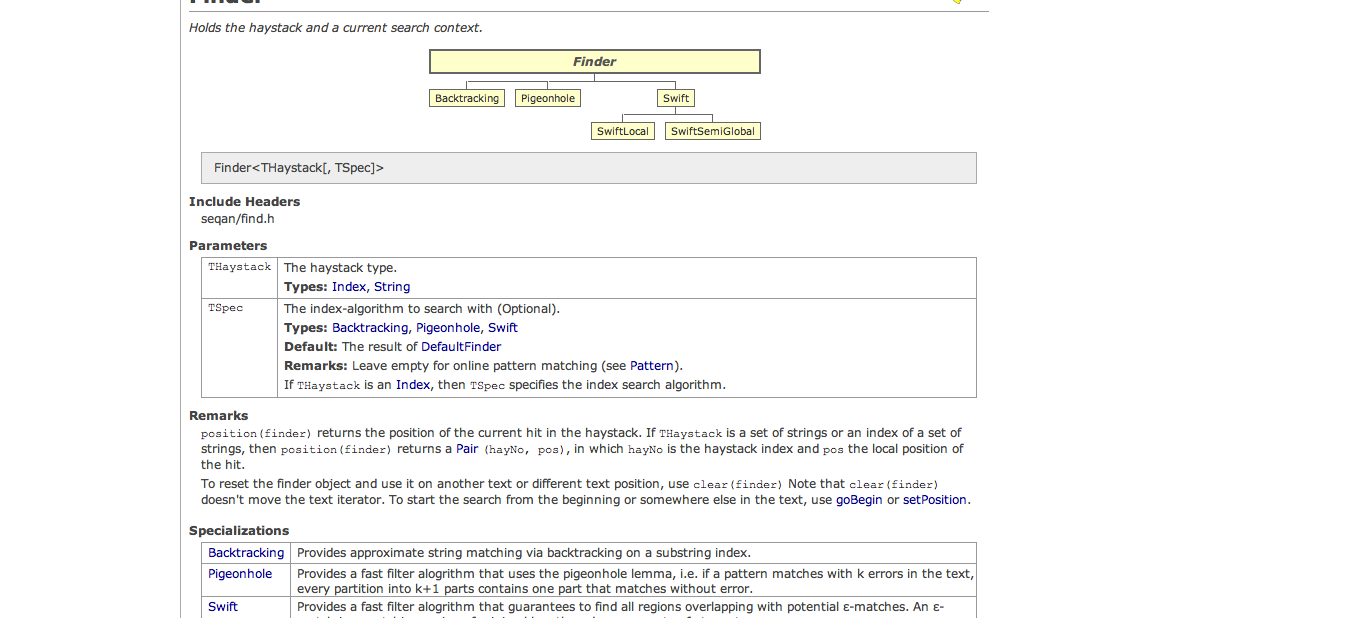 Finder
Holds the haystack and a current search context.
Finder
Backtracking Pigeonhole Swift
SwiftLocal SwiftSemiGlobal
Finder<THaystack[, TSpec]>
Include Headers
seqan/find.h
Parameters
THaystack The haystack type.
Types: Index, String
TSpec The index-algorithm to search with (Optional).
Types: Backtracking, Pigeonhole, Swift
Default: The result of DefaultFinder
Remarks: Leave empty for online pattern matching (see Pattern).
If THaystack is an Index, then TSpec specifies the index search algorithm.
Remarks
position(finder) returns the position of the current hit in the haystack. If THaystack is a set of strings or an index of a set of
strings, then position(finder) returns a Pair (hayNo, pos), in which hayNo is the haystack index and pos the local position of
the hit.
To reset the finder object and use it on another text or different text position, use clear(finder) Note that clear(finder)
doesn't move the text iterator. To start the search from the beginning or somewhere else in the text, use goBegin or setPosition.
Specializations
Backtracking Provides approximate string matching via backtracking on a substring index.
Pigeonhole Provides a fast filter alogrithm that uses the pigeonhole lemma, i.e. if a pattern matches with k errors in the text,
every partition into k+1 parts contains one part that matches without error.
Swift Provides a fast filter alogrithm that guarantees to find all regions overlapping with potential ε-matches. An ε-